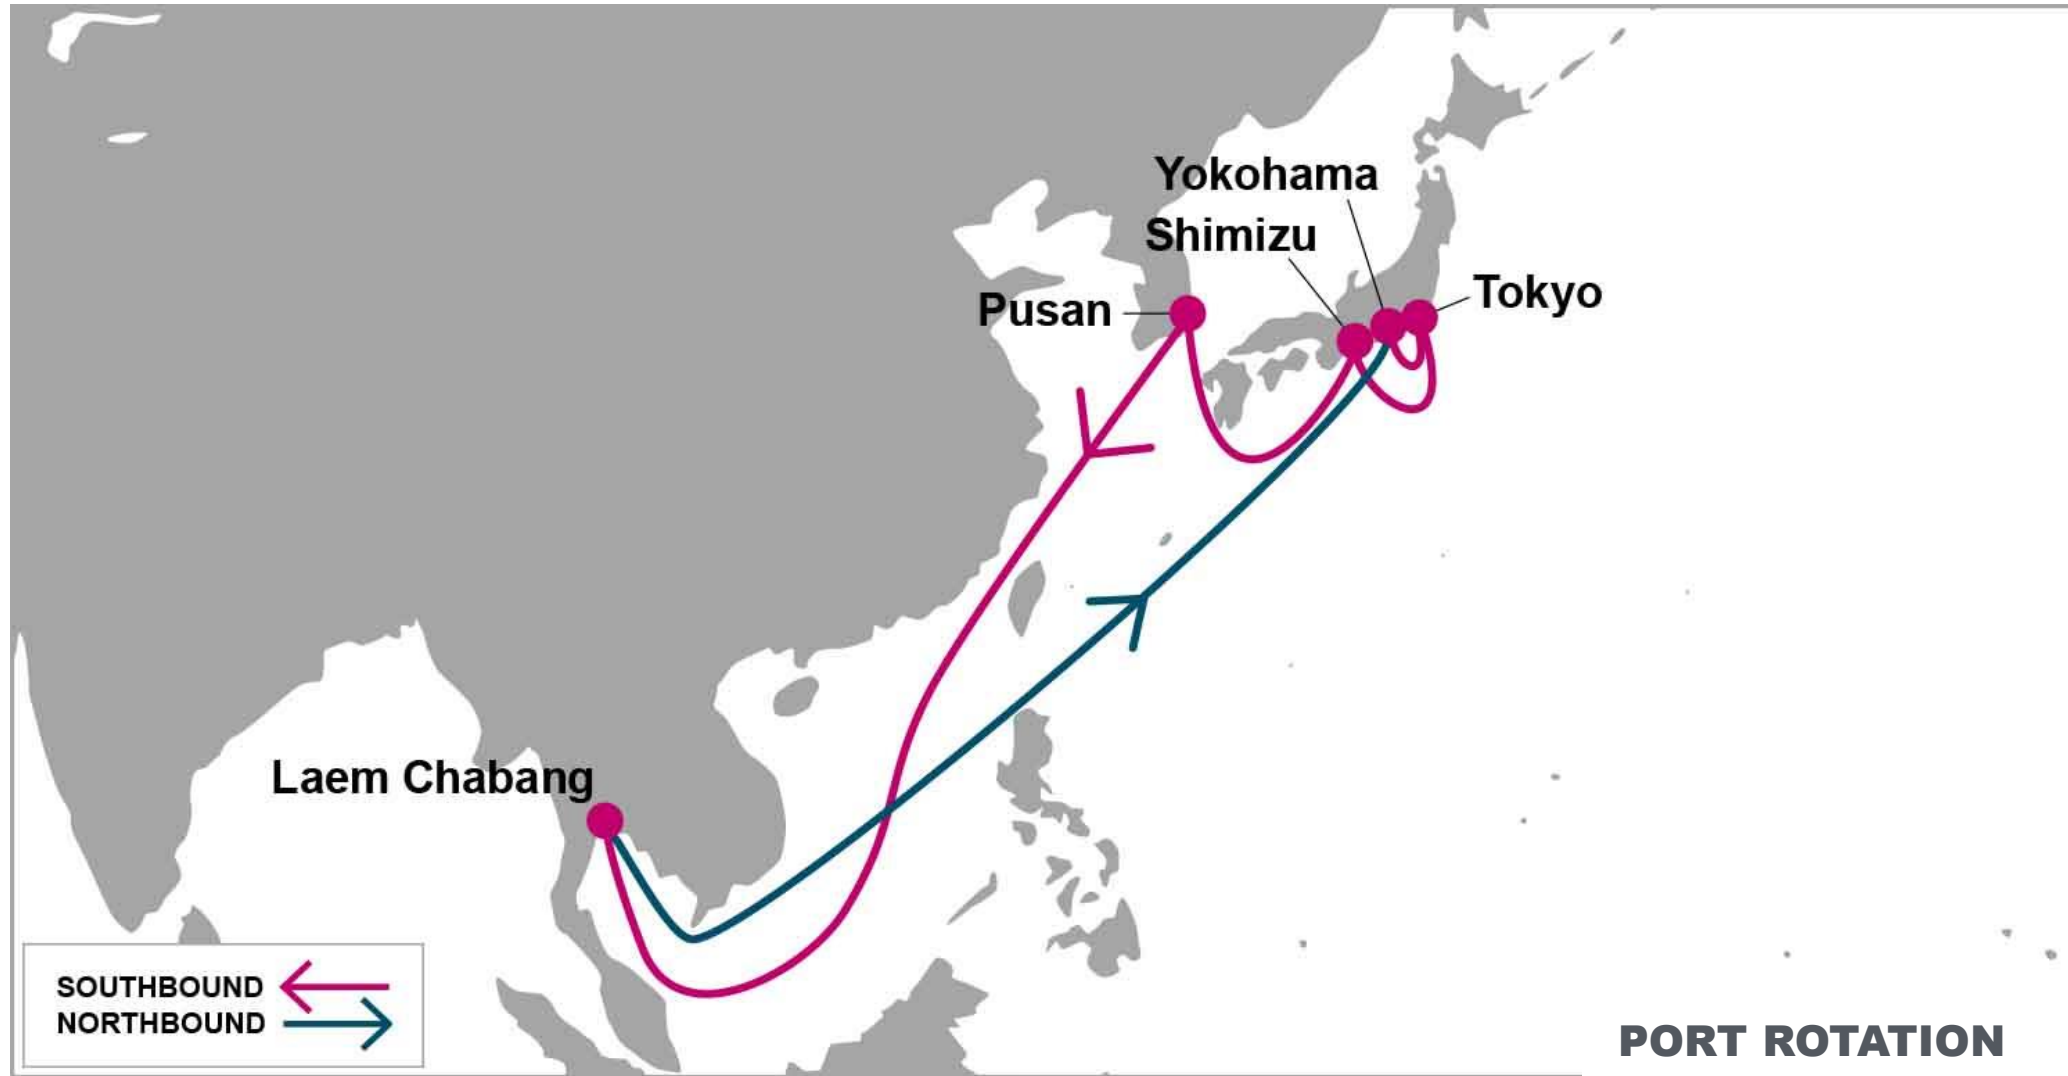 Yokohama
Shimizu
Tokyo
Pusan
Laem Chabang
SOUTHBOUND
NORTHBOUND
PORT ROTATION